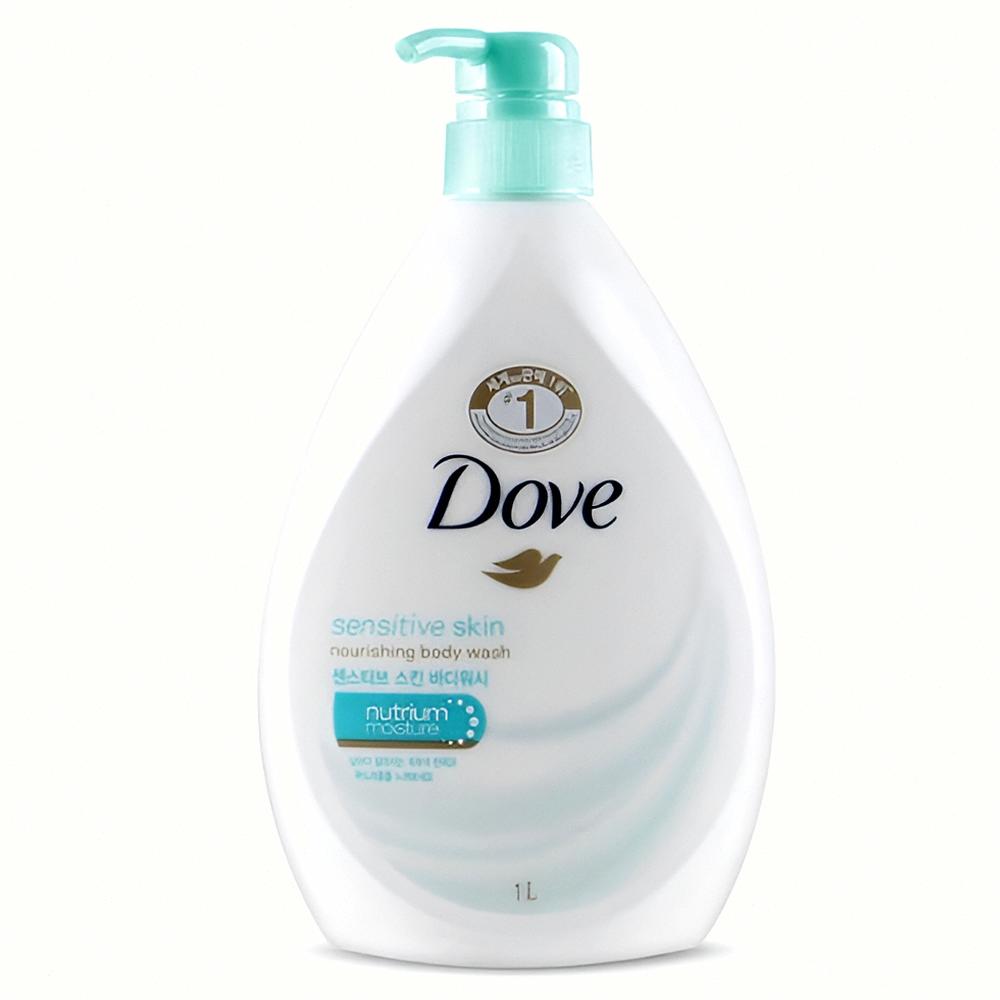 #1
Dove
sensitive skin
nourishing body wash
센스티브 스킨 바디워시
nutrium
moisture
1L